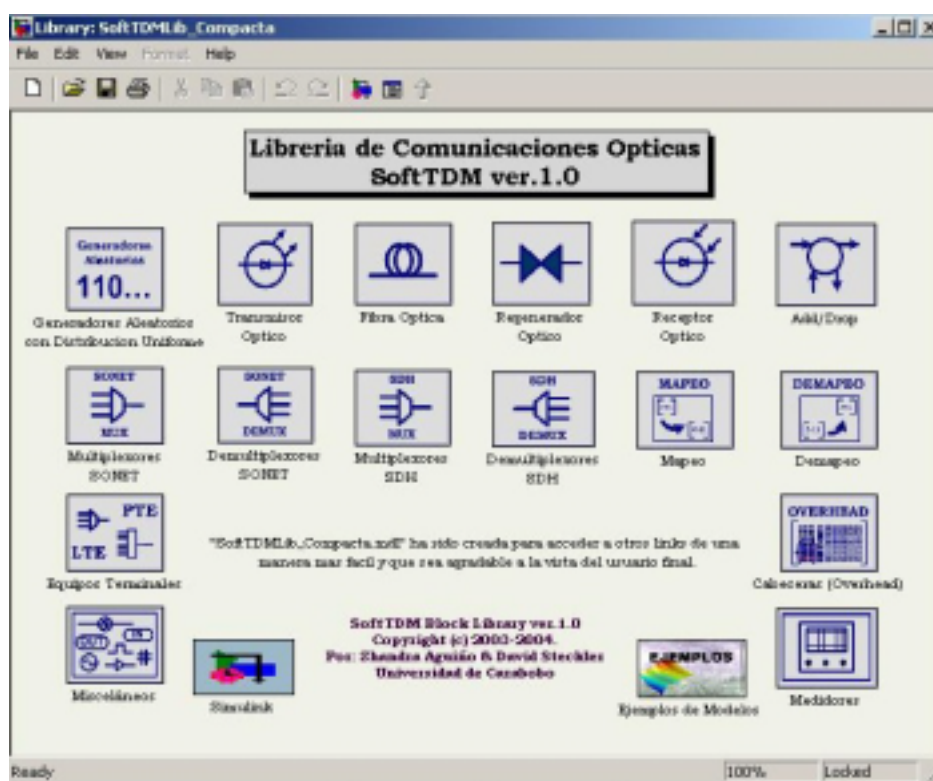 Library: SoftTDMLib_Compacta
File Edit View Format Help
Libreria de Comunicaciones Opticas
SoftTDM ver.1.0
Generadores
Aleatorios
110...
Generadores Aleatorios
con Distribucion Uniforme
Transmisor
Optico
Fibra Optica
Regenerador
Optico
Receptor
Optico
Add/Drop
SONET
MUX
Multiplexores
SONET
SONET
DEMUX
Demultiplexores
SONET
SDH
MUX
Multiplexores
SDH
SDH
DEMUX
Demultiplexores
SDH
MAPEO
Mapeo
DEMAPEO
Demapeo
PTE
LTE
Equipos Terminales
"SoftTDMLib_Compacta.mdl" ha sido creada para acceder a otros links de una
manera mas facil y que sea agradable a la vista del usuario final.
OVERHEAD
Cabeceras (Overhead)
OUT
IN
Misceláneos
Simulink
SoftTDM Block Library ver.1.0
Copyright (c) 2003-2004.
Por: & David
Universidad de Carabobo
EJEMPLOS
Ejemplos de Modelos
Medidores
Ready
100%
Locked